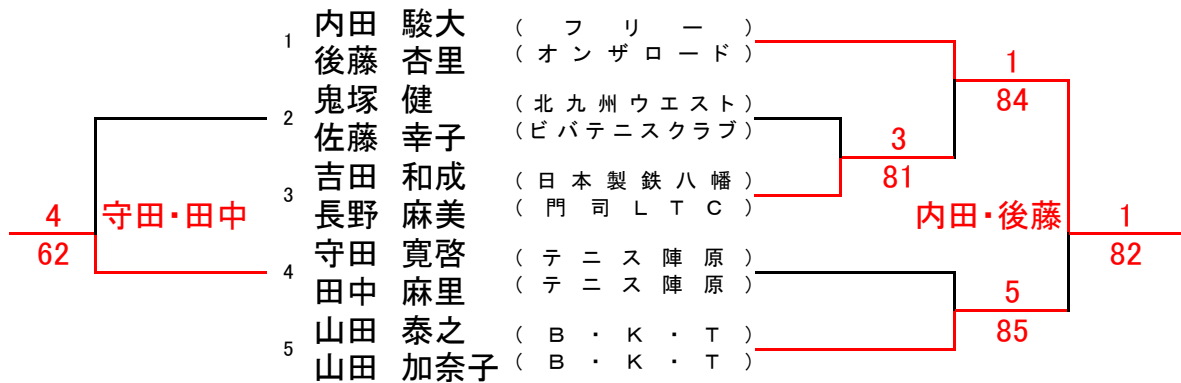 1 内田 駿大 (フリー)
後藤 杏里 (オンザロード)
2 鬼塚 健 (北九州ウエスト)
佐藤 幸子 (ビバテニスクラブ)
3 吉田 和成 (日本製鉄八幡)
長野 麻美 (門司LTC)
4 守田 寛啓 (テニス陣原)
田中 麻里 (テニス陣原)
5 山田 泰之 (B・K・T)
山田 加奈子 (B・K・T)
4
62
守田・田中
3
81
1
84
5
85
内田・後藤
1
82